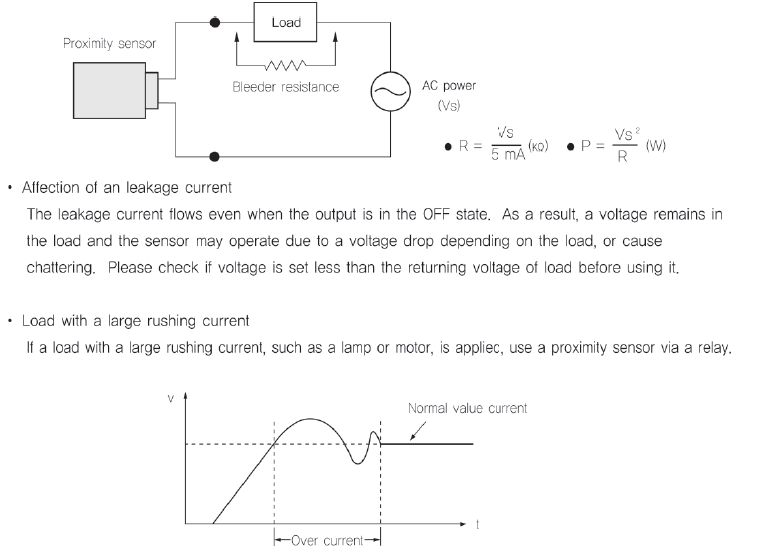 Load
Proximity sensor
Bleeder resistance
AC power
(Vs)
● R = Vs / 5 mA (KΩ) ● P = Vs² / R (W)
• Affection of an leakage current
The leakage current flows even when the output is in the OFF state. As a result, a voltage remains in
the load and the sensor may operate due to a voltage drop depending on the load, or cause
chattering. Please check if voltage is set less than the returning voltage of load before using it.
• Load with a large rushing current
If a load with a large rushing current, such as a lamp or motor, is appliec, use a proximity sensor via a relay.
V
Normal value current
t
Over current